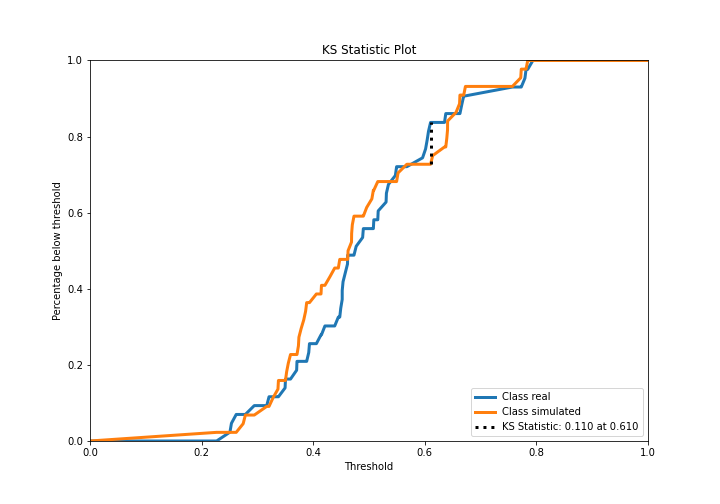 KS Statistic Plot
Percentage below threshold
1.0
0.8
0.6
0.4
0.2
0.0
0.0 0.2 0.4 0.6 0.8 1.0
Threshold
Class real
Class simulated
KS Statistic: 0.110 at 0.610